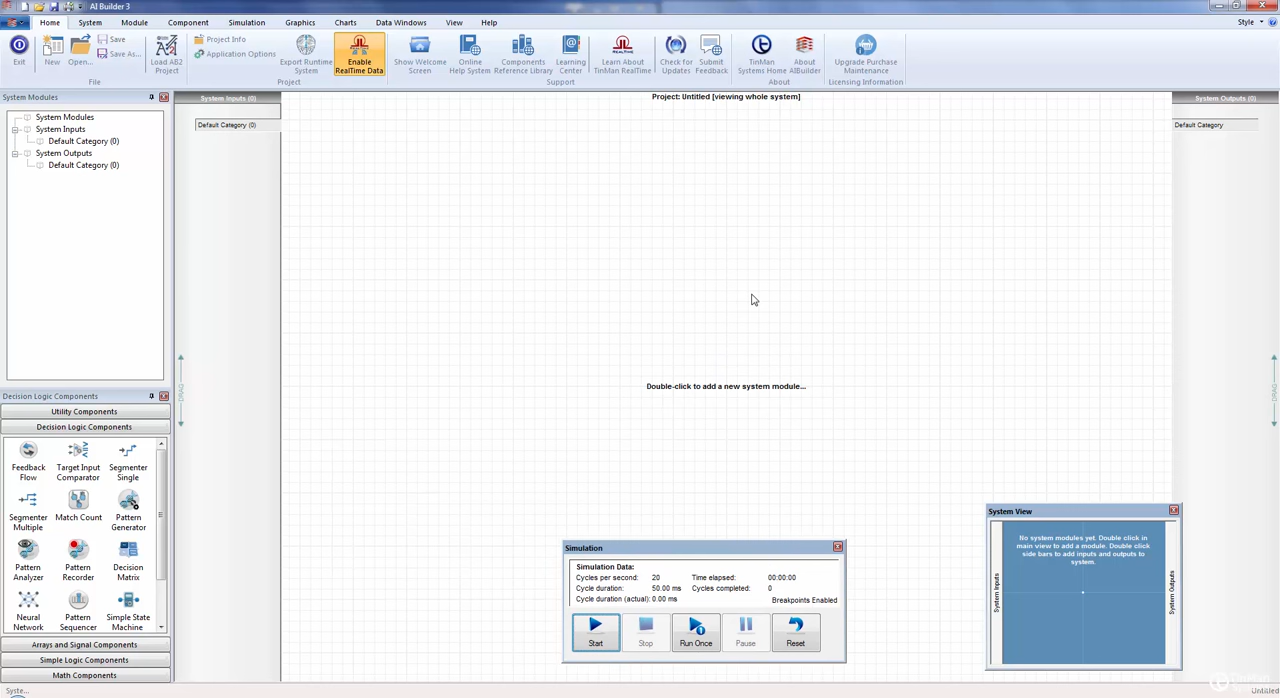 AI Builder 3
Home System Module Component Simulation Graphics Charts Data Windows View Help
Style
Exit
New
Open...
Save
Save As...
Load AB2 Project
Project Info
Application Options
Export Runtime System
Enable RealTime Data
Show Welcome Screen
Online Help System
Components Reference Library
Learning Center
Learn About TinMan RealTime
Check for Updates
Submit Feedback
TinMan Systems Home
About AIBuilder
Upgrade Purchase Maintenance
File
Project
Support
About
Licensing Information
System Modules
System Modules
System Inputs
Default Category (0)
System Outputs
Default Category (0)
System Inputs (0)
Default Category (0)
DRAG
Project: Untitled [viewing whole system]
Double-click to add a new system module...
System Outputs (0)
Default Category
DRAG
Decision Logic Components
Utility Components
Decision Logic Components
Feedback Flow
Target Input Comparator
Segmenter Single
Segmenter Multiple
Match Count
Pattern Generator
Pattern Analyzer
Pattern Recorder
Decision Matrix
Neural Network
Pattern Sequencer
Simple State Machine
Arrays and Signal Components
Simple Logic Components
Math Components
Simulation
Simulation Data:
Cycles per second: 20 Time elapsed: 00:00:00
Cycle duration: 50.00 ms Cycles completed: 0
Cycle duration (actual): 0.00 ms Breakpoints Enabled
Start
Stop
Run Once
Pause
Reset
System View
System Inputs
No system modules yet. Double click in
main view to add a module. Double click
side bars to add inputs and outputs to
system.
System Outputs
Syste...
Untitled